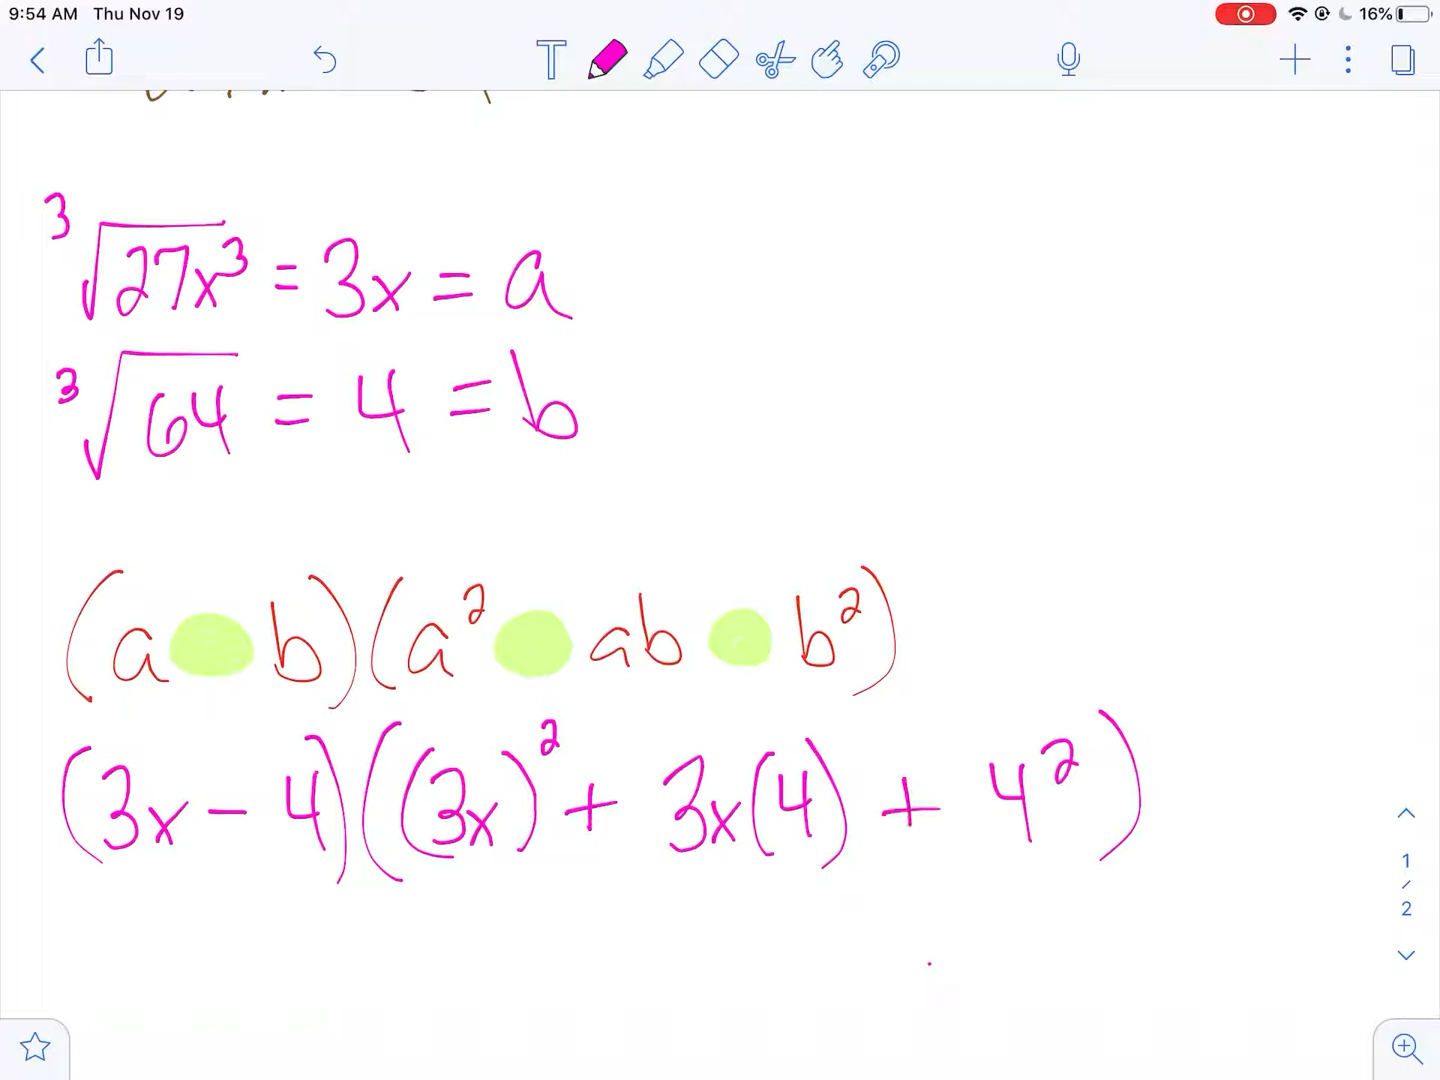 9:54 AM Thu Nov 19
16%
T
³√27x³ = 3x = a
³√64 = 4 = b
(a b)(a² ab b²)
(3x − 4)((3x)² + 3x(4) + 4²)
1
/
2